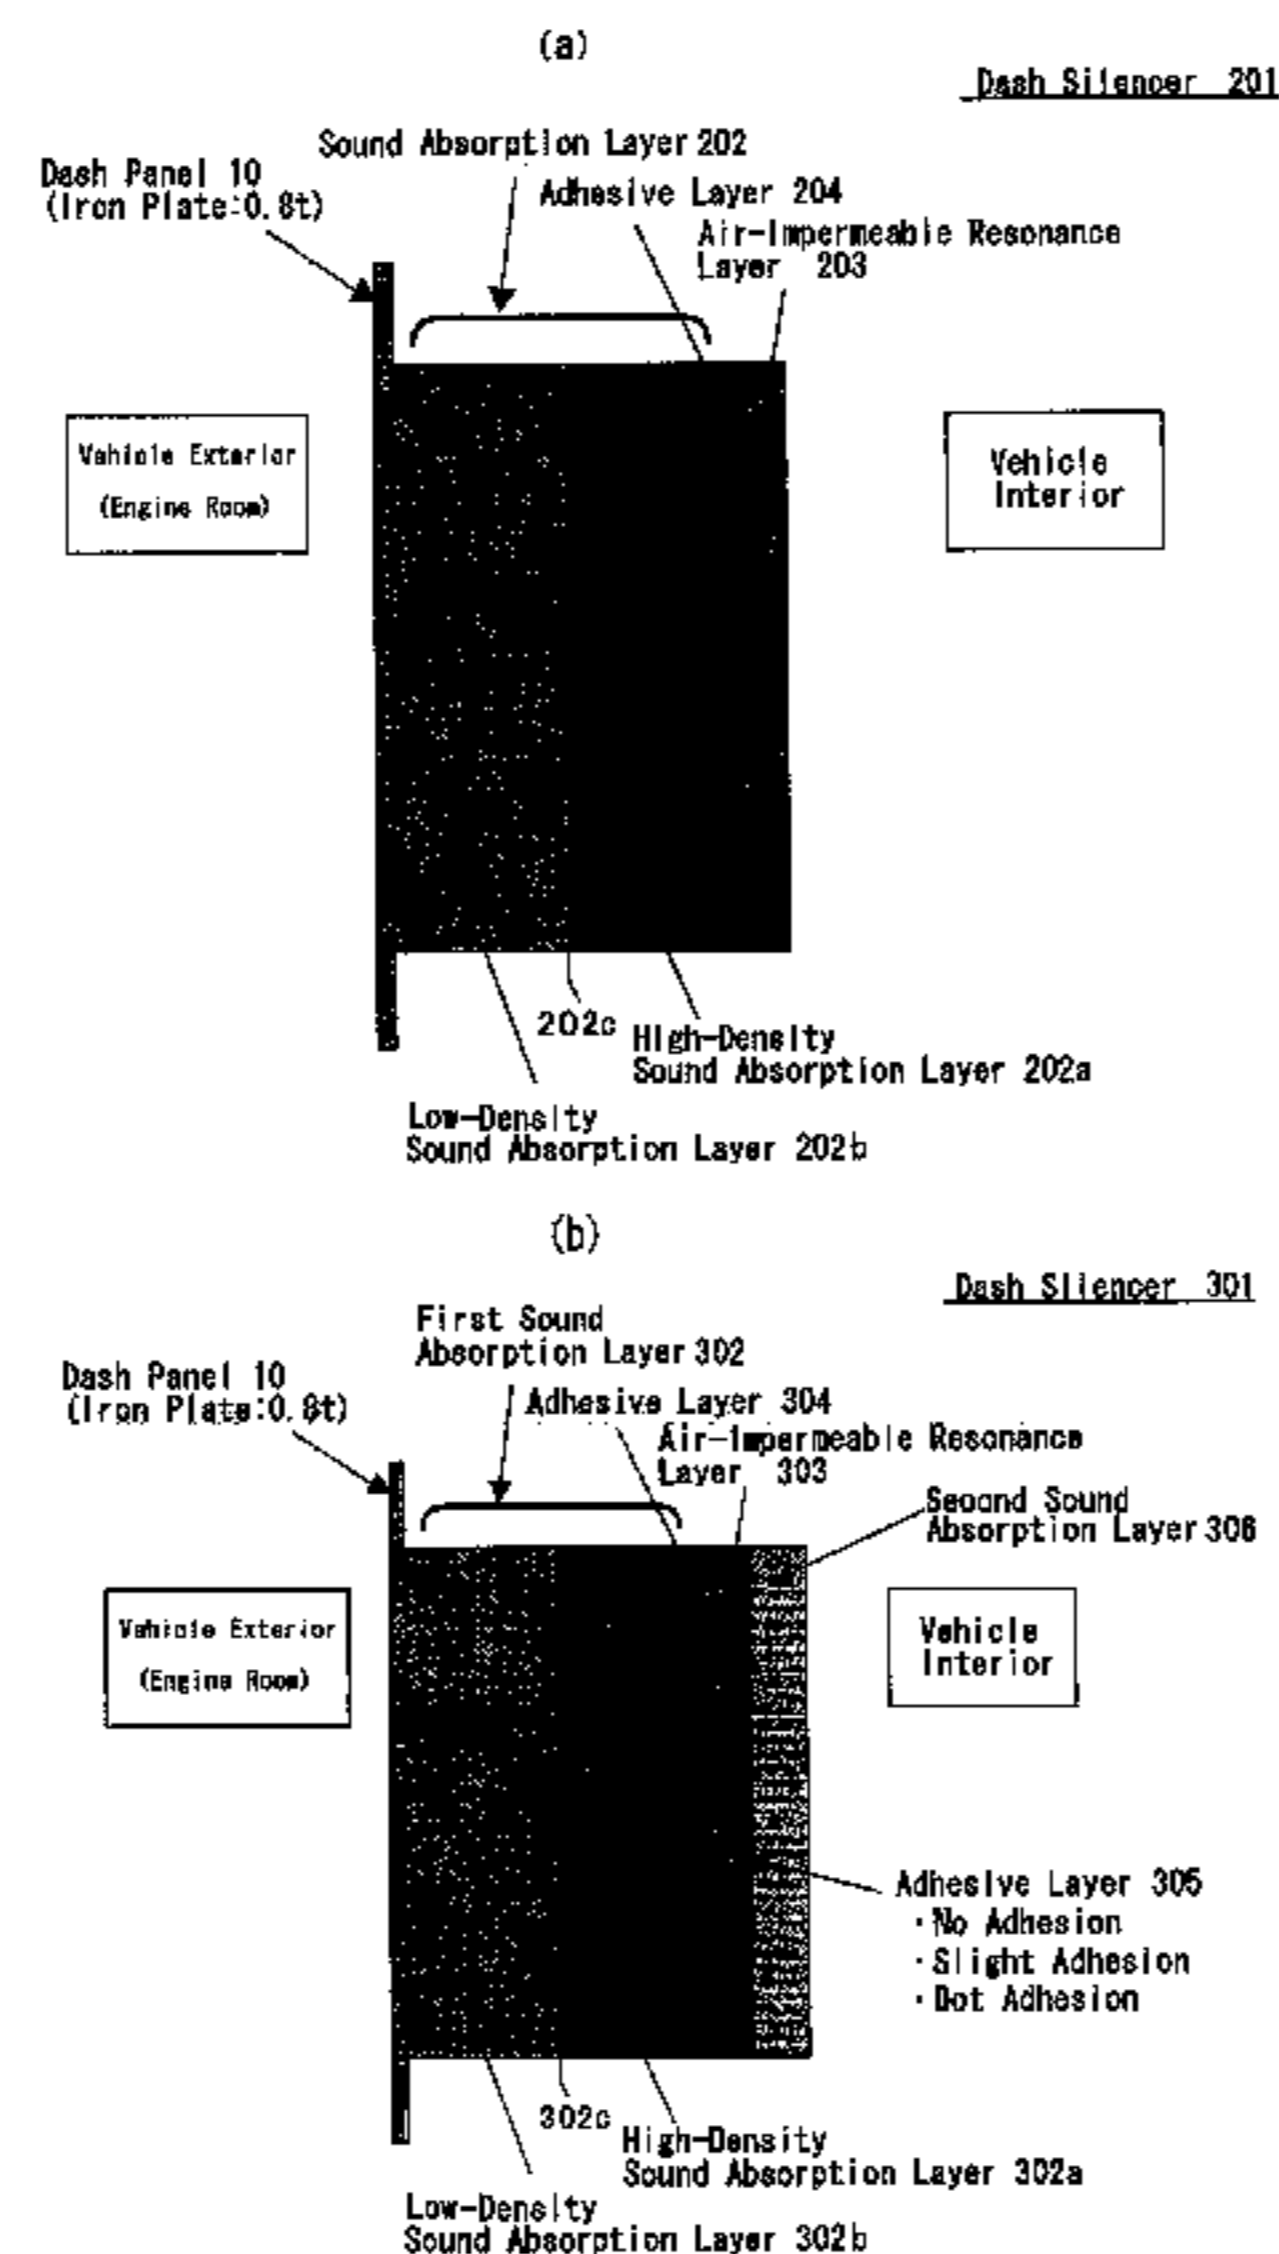 (a)
Dash Silencer 201
Sound Absorption Layer 202
Dash Panel 10
(Iron Plate:0.8t)
Adhesive Layer 204
Air-Impermeable Resonance
Layer 203
Vehicle Exterior
(Engine Room)
Vehicle
Interior
202c
High-Density
Sound Absorption Layer 202a
Low-Density
Sound Absorption Layer 202b
(b)
Dash Silencer 301
First Sound
Absorption Layer 302
Dash Panel 10
(Iron Plate:0.8t)
Adhesive Layer 304
Air-impermeable Resonance
Layer 303
Second Sound
Absorption Layer 306
Vehicle Exterior
(Engine Room)
Vehicle
Interior
Adhesive Layer 305
・No Adhesion
・Slight Adhesion
・Dot Adhesion
302c
High-Density
Sound Absorption Layer 302a
Low-Density
Sound Absorption Layer 302b